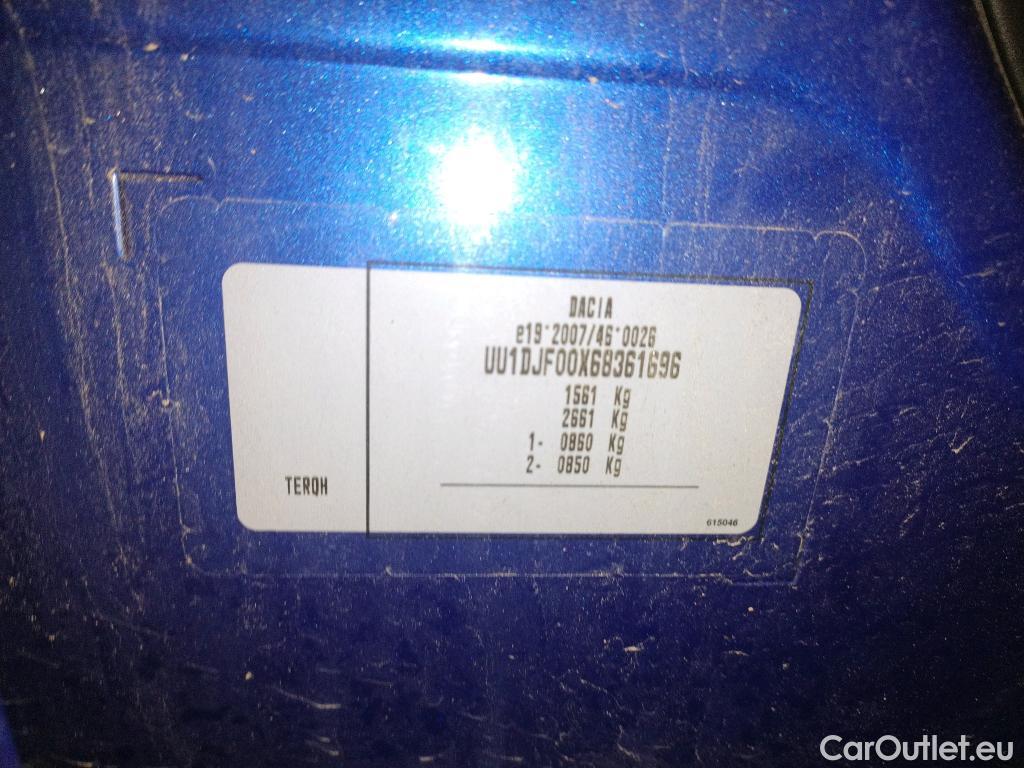 DACIA
e19*2007/46*0026
UU1DJF00X68361696
1561 Kg
2661 Kg
1- 0860 Kg
2- 0850 Kg
TERQH
615046
CarOutlet.eu